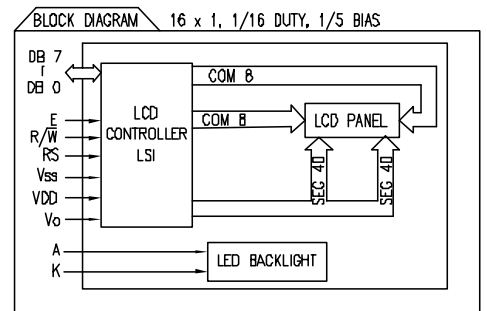 BLOCK DIAGRAM 16 x 1, 1/16 DUTY, 1/5 BIAS
DB 7
DB 0
E
R/W̅
RS
Vss
VDD
Vo
A
K
LCD
CONTROLLER
LSI
COM 8
COM 8
LCD PANEL
SEG 40
SEG 40
LED BACKLIGHT